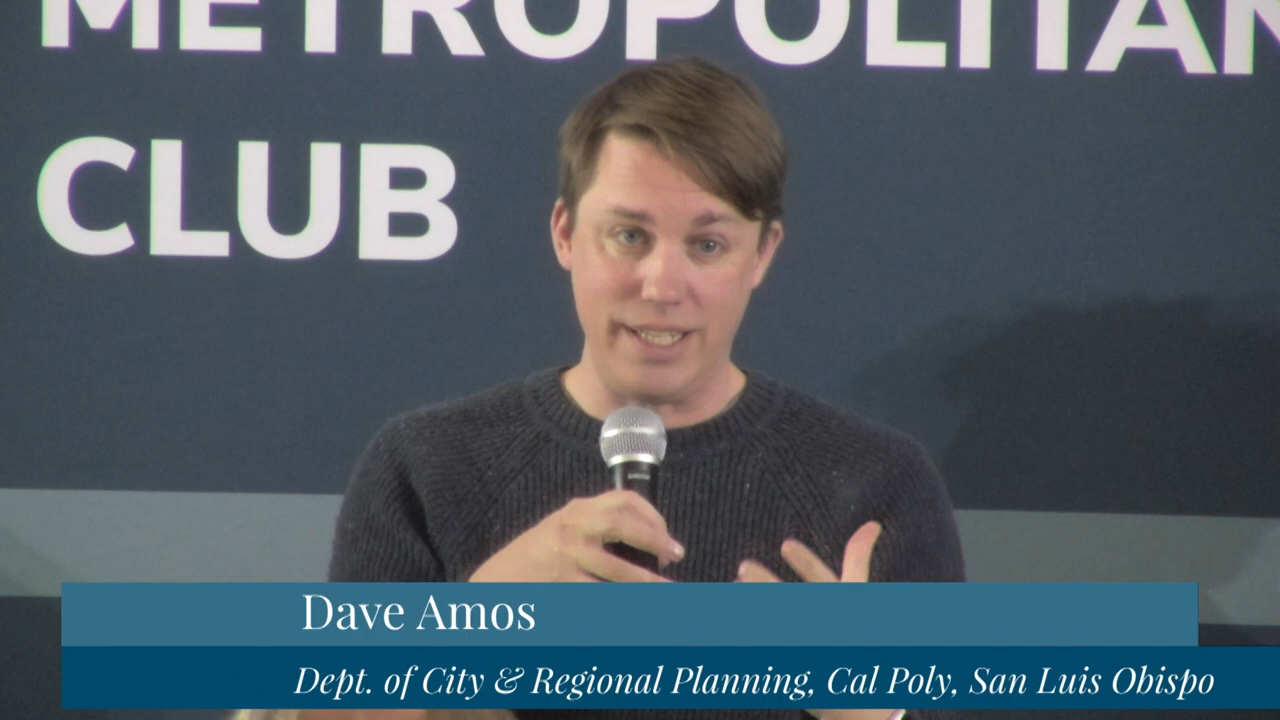 METROPOLITAN
CLUB
Dave Amos
Dept. of City & Regional Planning, Cal Poly, San Luis Obispo